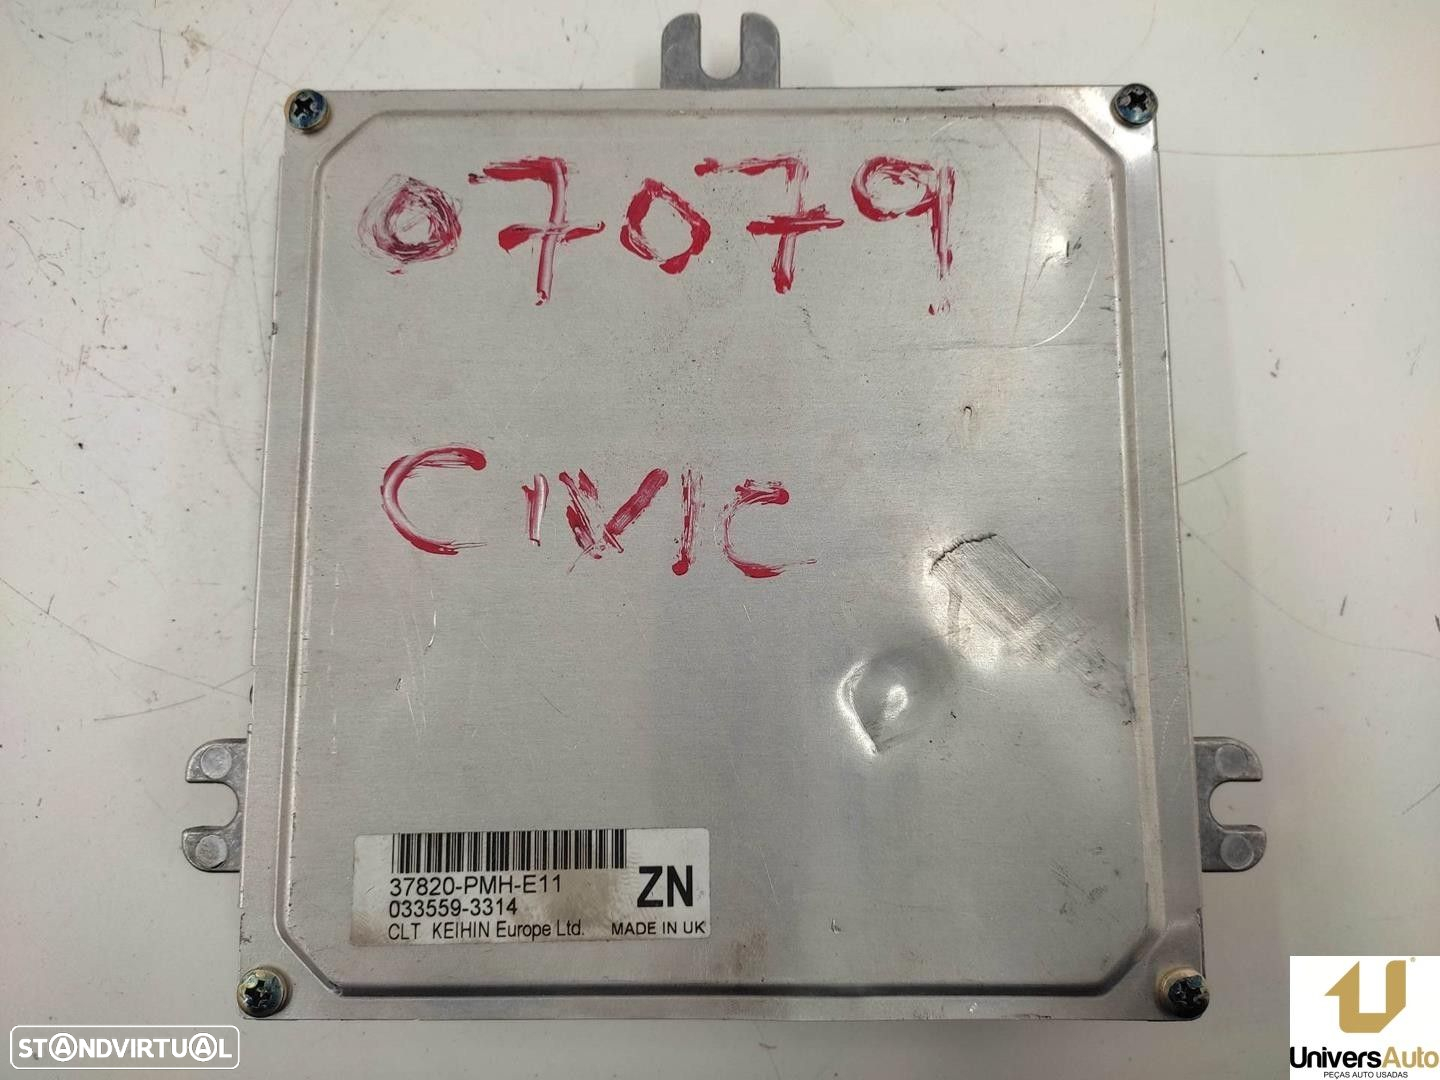 07079
CIVIC
37820-PMH-E11
ZN
033559-3314
CLT KEIHIN Europe Ltd. MADE IN UK
STANDVIRTUAL
UniversAuto
PEÇAS AUTO USADAS